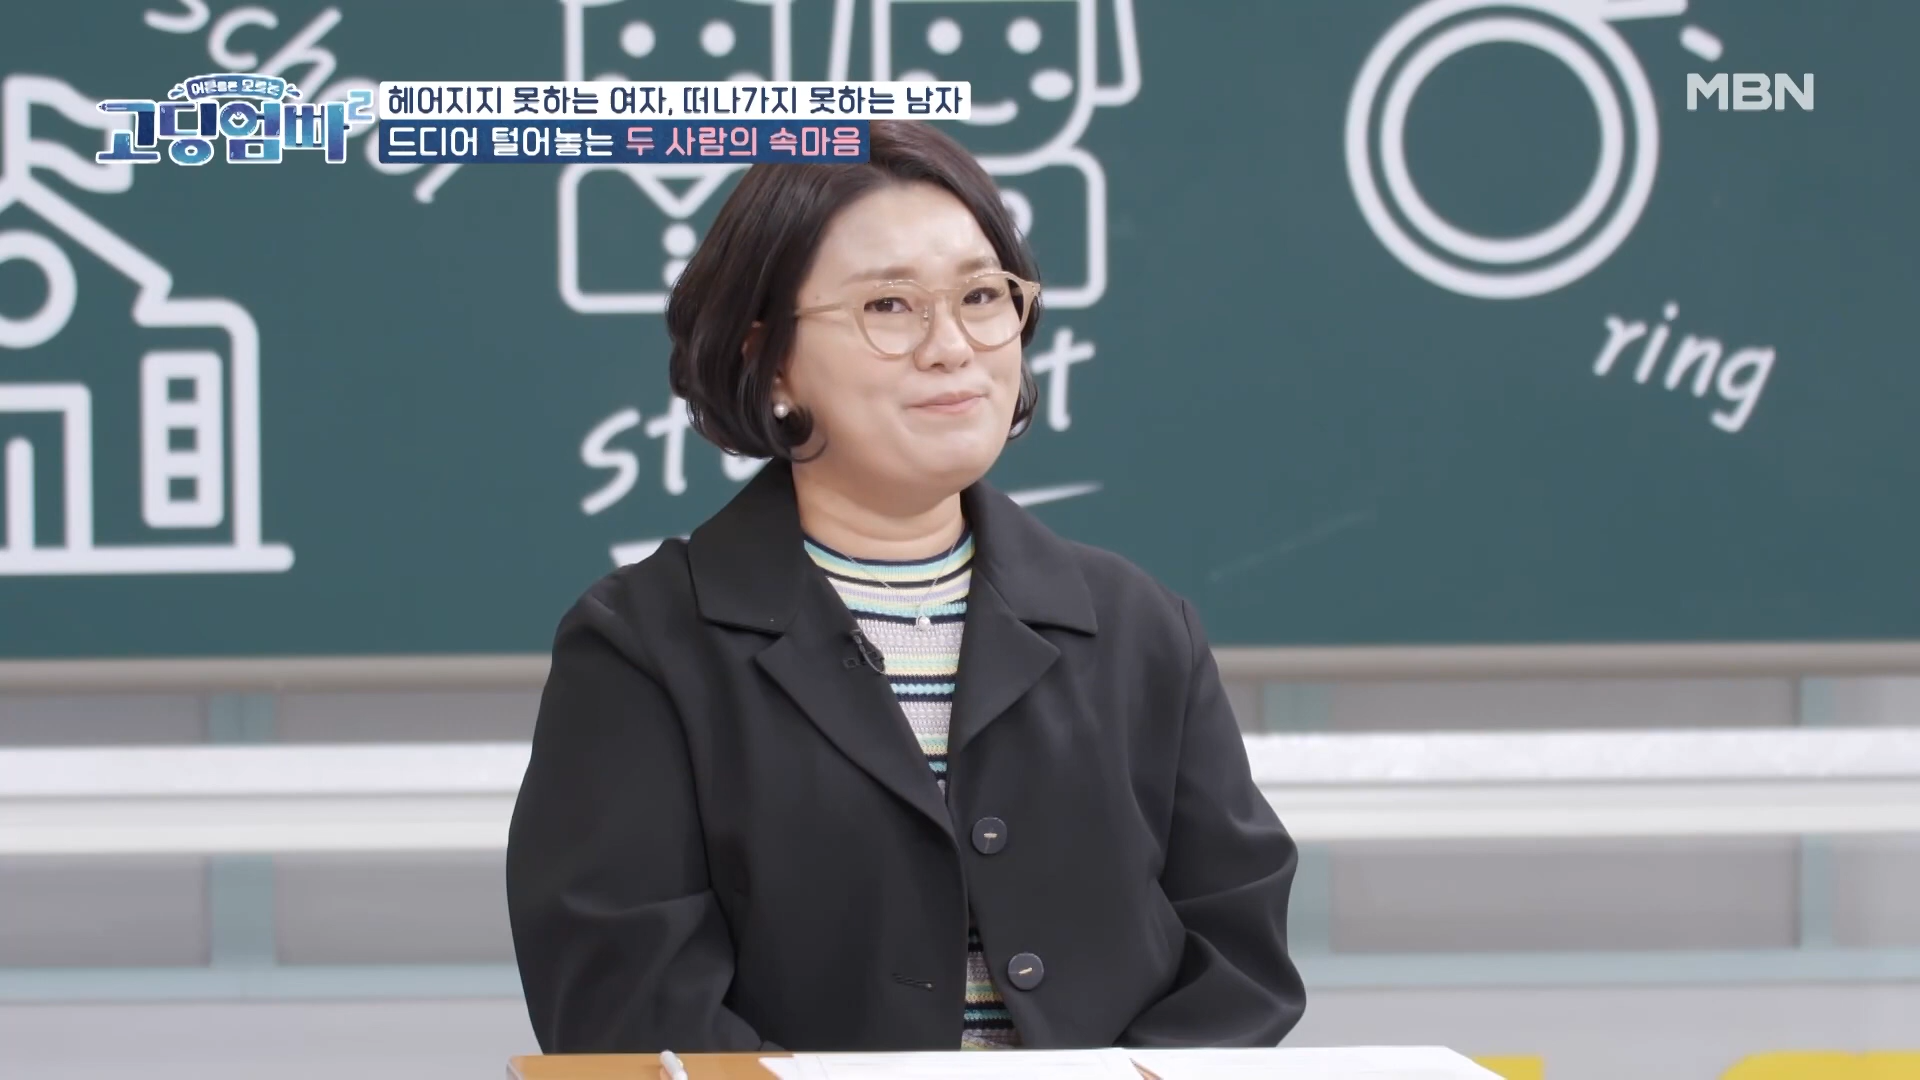 어른들은 모르는
고딩엄빠2
헤어지지 못하는 여자, 떠나가지 못하는 남자
드디어 털어놓는 두 사람의 속마음
MBN
ring